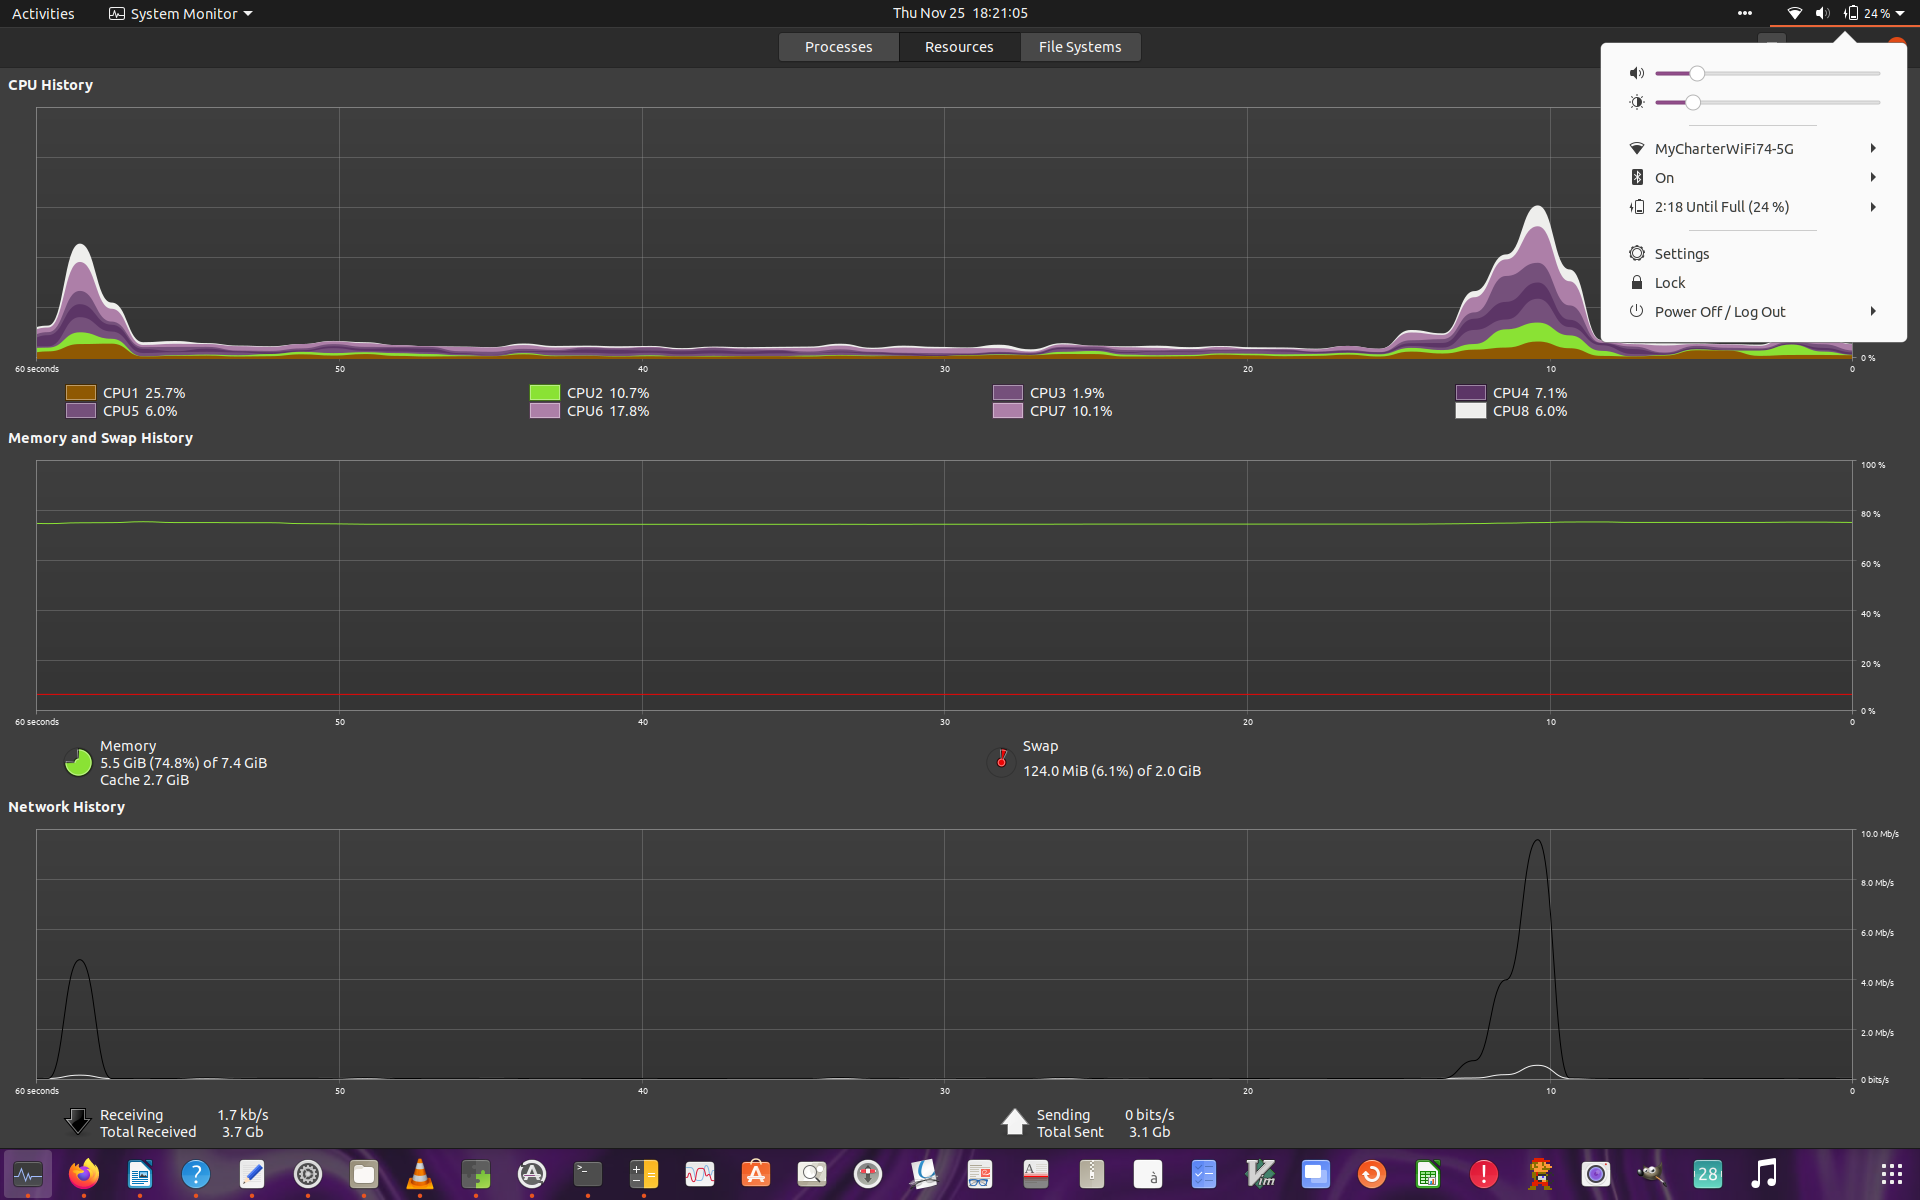 Activities System Monitor Thu Nov 25 18:21:05 24 %
Processes Resources File Systems
CPU History
MyCharterWiFi74-5G
On
2:18 Until Full (24 %)
Settings
Lock
Power Off / Log Out
0 %
60 seconds 50 40 30 20 10 0
CPU1 25.7% CPU2 10.7% CPU3 1.9% CPU4 7.1%
CPU5 6.0% CPU6 17.8% CPU7 10.1% CPU8 6.0%
Memory and Swap History
100 %
80 %
60 %
40 %
20 %
0 %
60 seconds 50 40 30 20 10 0
Memory
5.5 GiB (74.8%) of 7.4 GiB
Cache 2.7 GiB
Swap
124.0 MiB (6.1%) of 2.0 GiB
Network History
10.0 Mb/s
8.0 Mb/s
6.0 Mb/s
4.0 Mb/s
2.0 Mb/s
0 bits/s
60 seconds 50 40 30 20 10 0
Receiving 1.7 kb/s
Total Received 3.7 Gb
Sending 0 bits/s
Total Sent 3.1 Gb
? >_ A à Vim ! 28